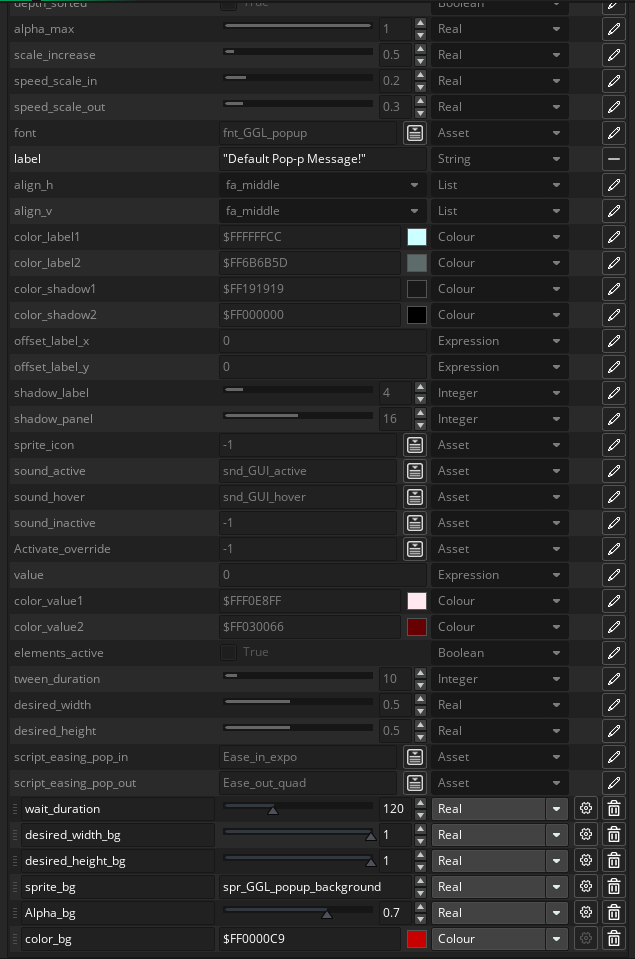 depth_sorted True Boolean
alpha_max 1 Real
scale_increase 0.5 Real
speed_scale_in 0.2 Real
speed_scale_out 0.3 Real
font fnt_GGL_popup Asset
label "Default Pop-p Message!" String
align_h fa_middle List
align_v fa_middle List
color_label1 $FFFFFFCC Colour
color_label2 $FF6B6B5D Colour
color_shadow1 $FF191919 Colour
color_shadow2 $FF000000 Colour
offset_label_x 0 Expression
offset_label_y 0 Expression
shadow_label 4 Integer
shadow_panel 16 Integer
sprite_icon -1 Asset
sound_active snd_GUI_active Asset
sound_hover snd_GUI_hover Asset
sound_inactive -1 Asset
Activate_override -1 Asset
value 0 Expression
color_value1 $FFF0E8FF Colour
color_value2 $FF030066 Colour
elements_active True Boolean
tween_duration 10 Integer
desired_width 0.5 Real
desired_height 0.5 Real
script_easing_pop_in Ease_in_expo Asset
script_easing_pop_out Ease_out_quad Asset
wait_duration 120 Real
desired_width_bg 1 Real
desired_height_bg 1 Real
sprite_bg spr_GGL_popup_background Real
Alpha_bg 0.7 Real
color_bg $FF0000C9 Colour